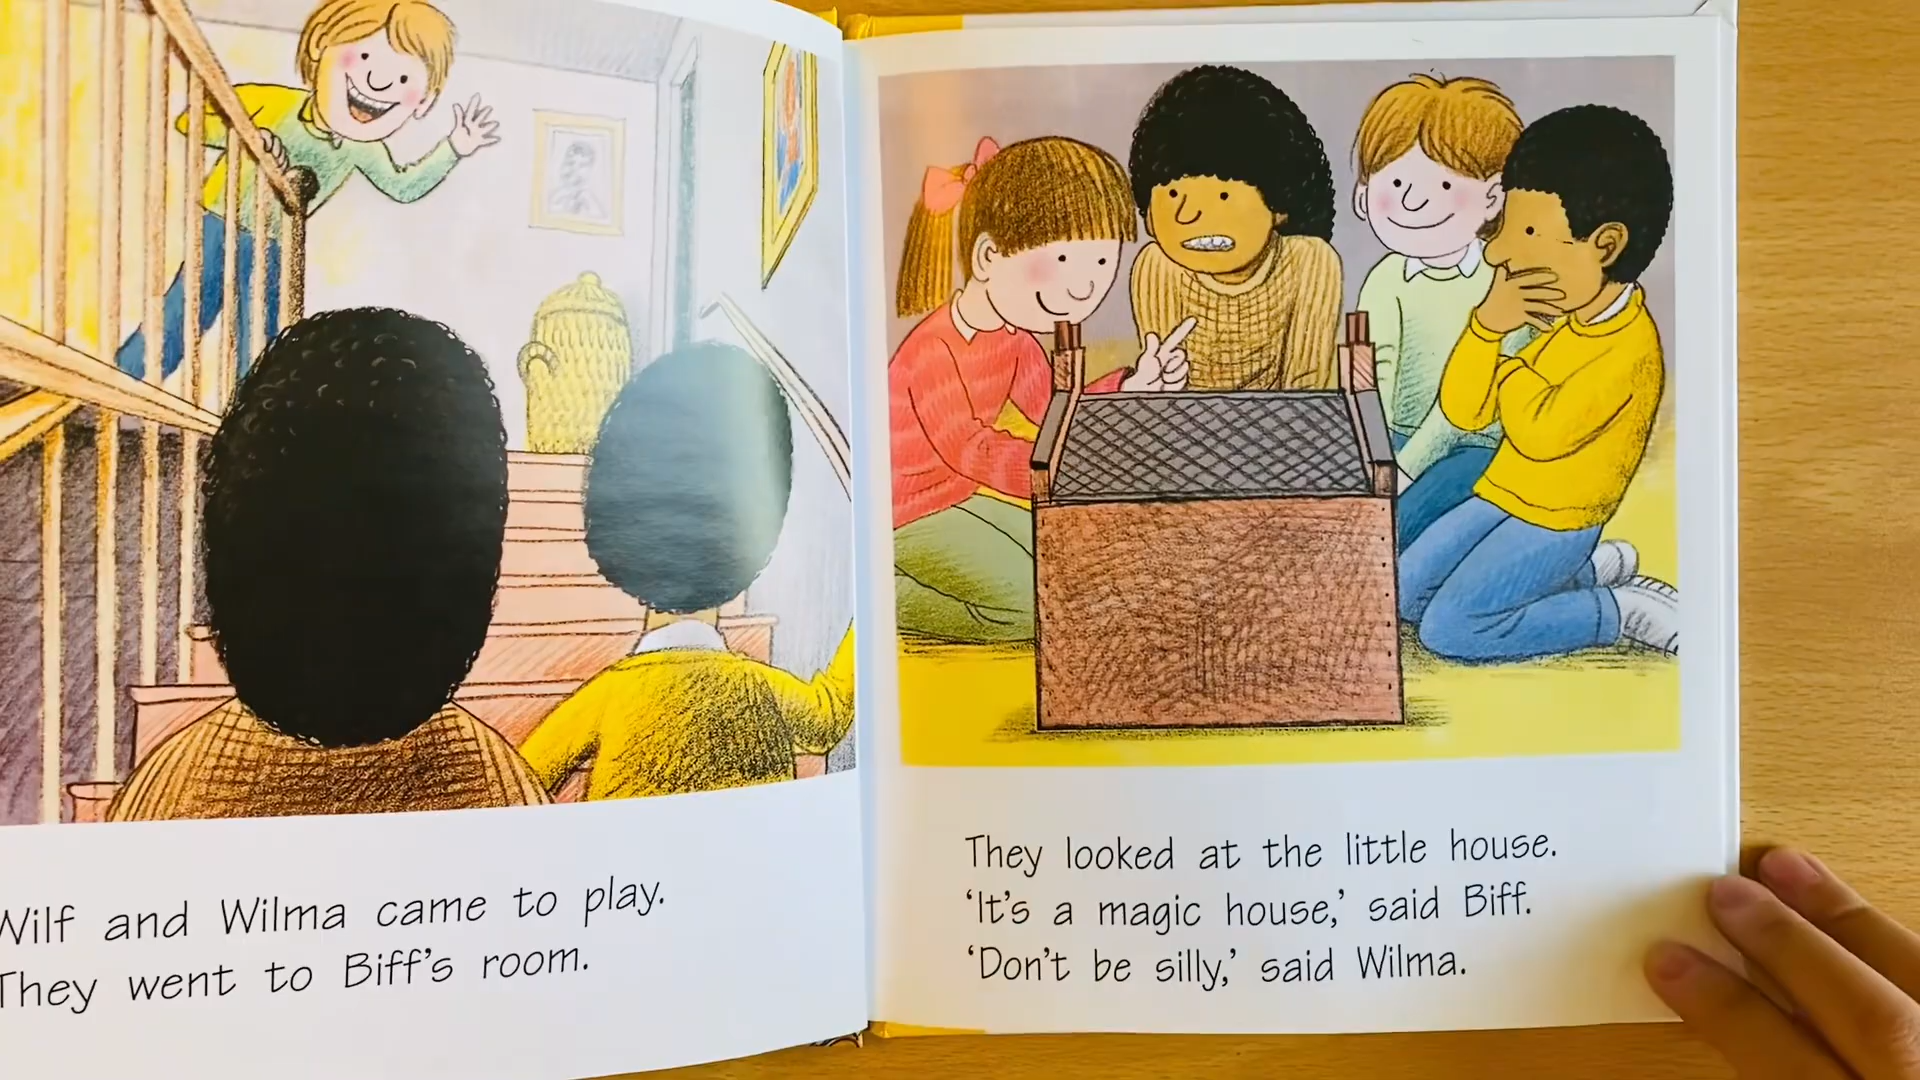 Wilf and Wilma came to play.
They went to Biff's room.
They looked at the little house.
'It's a magic house,' said Biff.
'Don't be silly,' said Wilma.